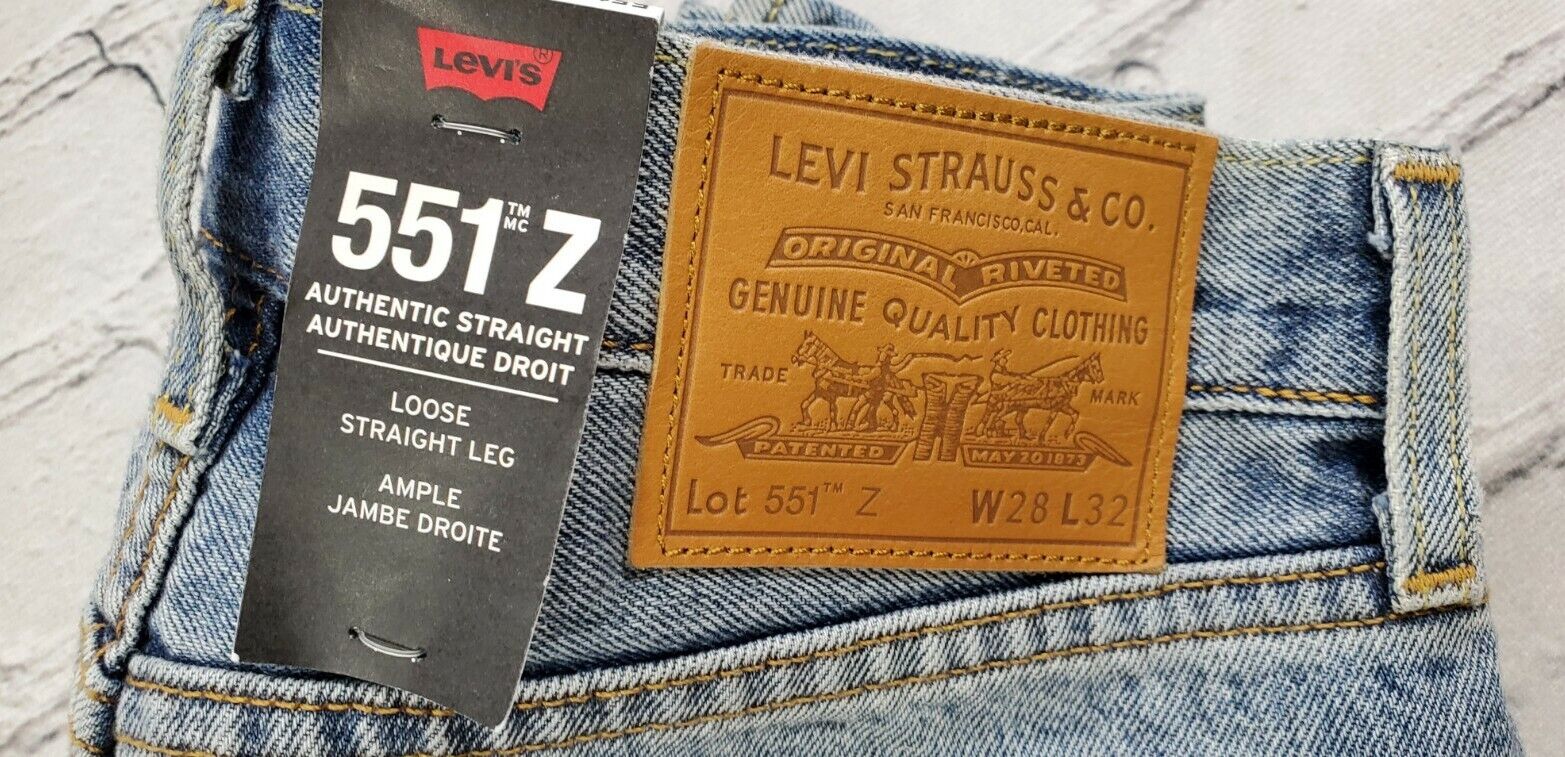 LEVI'S®
551™ MC Z
AUTHENTIC STRAIGHT
AUTHENTIQUE DROIT
LOOSE
STRAIGHT LEG
AMPLE
JAMBE DROITE
LEVI STRAUSS & CO.
SAN FRANCISCO, CAL.
ORIGINAL RIVETED
GENUINE QUALITY CLOTHING
TRADE MARK
PATENTED MAY 20 1873
Lot 551™ Z W28 L32